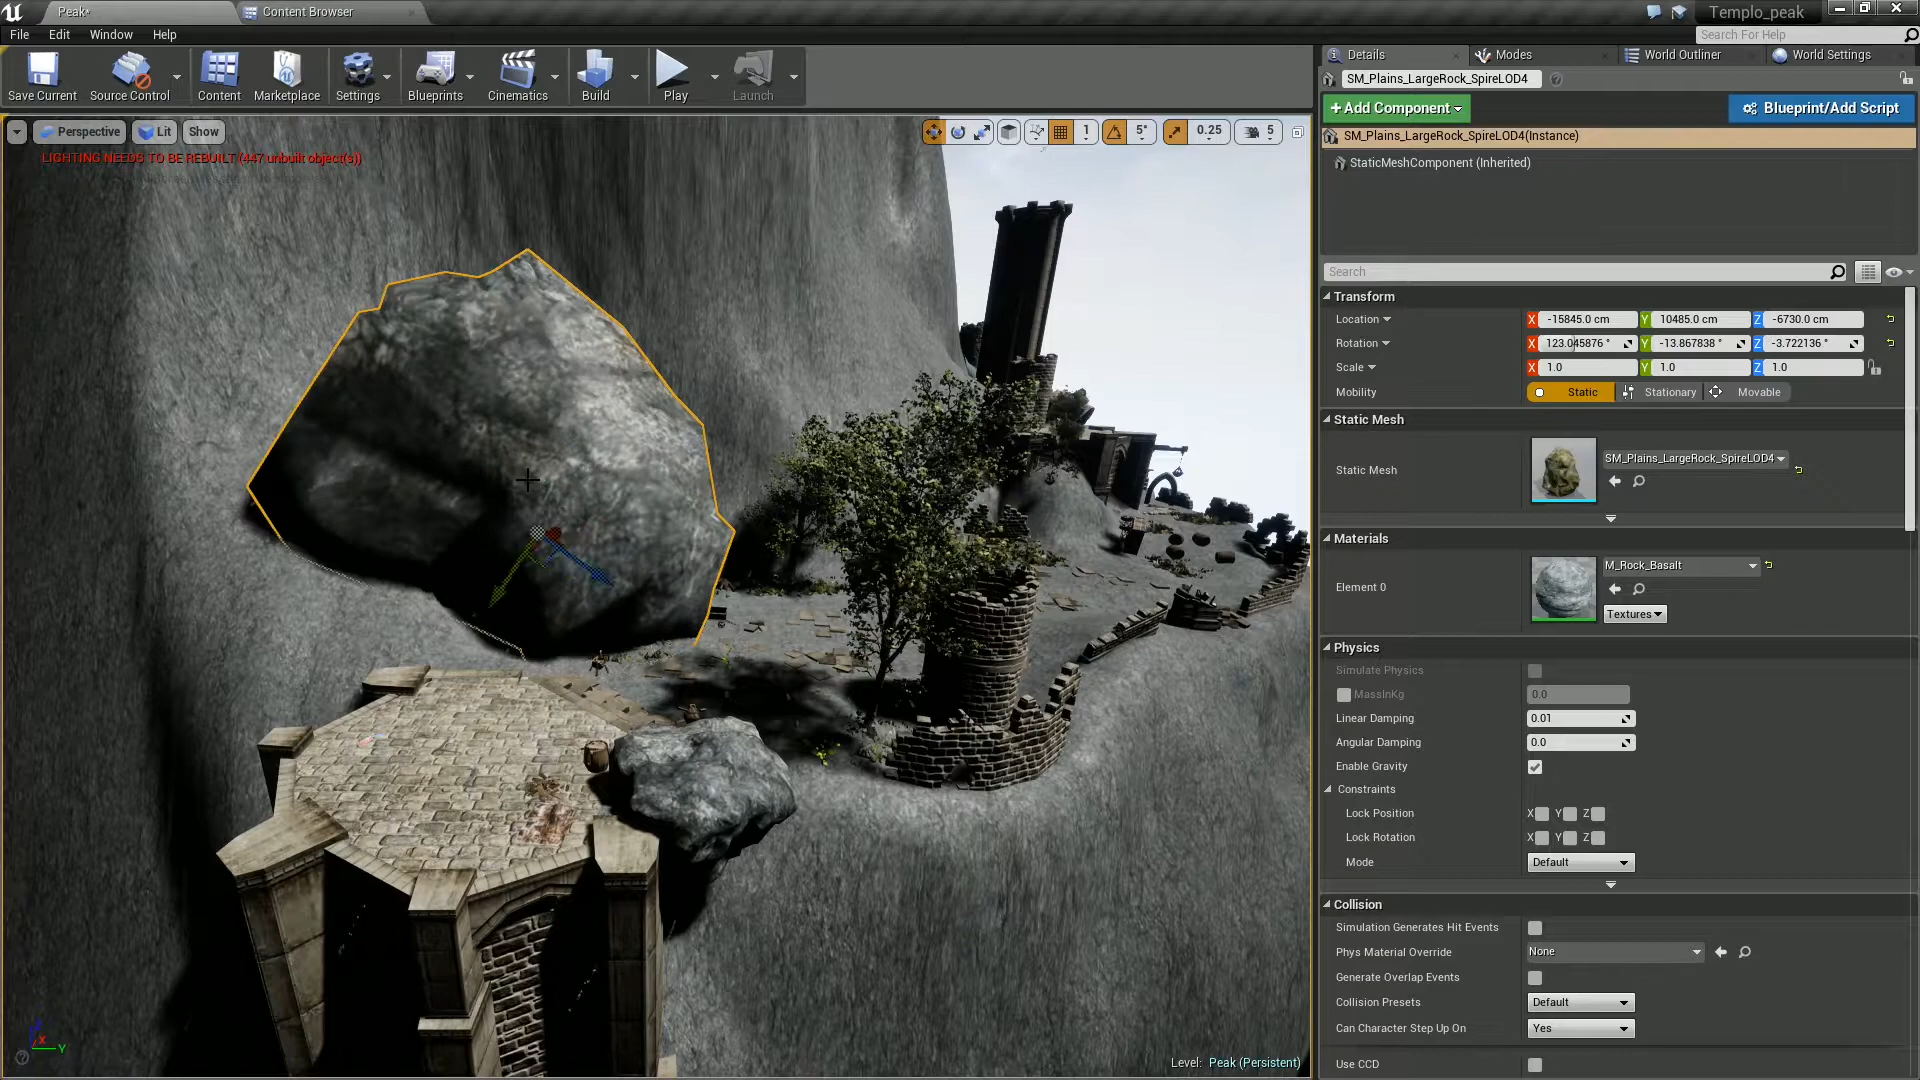 Peak*
Content Browser
Templo_peak
File
Edit
Window
Help
Search For Help
Save Current
Source Control
Content
Marketplace
Settings
Blueprints
Cinematics
Build
Play
Launch
Details
Modes
World Outliner
World Settings
SM_Plains_LargeRock_SpireLOD4
+Add Component
Blueprint/Add Script
SM_Plains_LargeRock_SpireLOD4(Instance)
StaticMeshComponent (Inherited)
Perspective
Lit
Show
1
5°
0.25
5
LIGHTING NEEDS TO BE REBUILT (447 unbuilt object(s))
Search
Transform
Location X -15845.0 cm Y 10485.0 cm Z -6730.0 cm
Rotation X 123.045876 ° Y -13.867838 ° Z -3.722136 °
Scale X 1.0 Y 1.0 Z 1.0
Mobility Static Stationary Movable
Static Mesh
Static Mesh SM_Plains_LargeRock_SpireLOD4
Materials
Element 0 M_Rock_Basalt
Textures
Physics
Simulate Physics
MassInKg 0.0
Linear Damping 0.01
Angular Damping 0.0
Enable Gravity
Constraints
Lock Position X Y Z
Lock Rotation X Y Z
Mode Default
Collision
Simulation Generates Hit Events
Phys Material Override None
Generate Overlap Events
Collision Presets Default
Can Character Step Up On Yes
Use CCD
Level: Peak (Persistent)
Z
X
Y